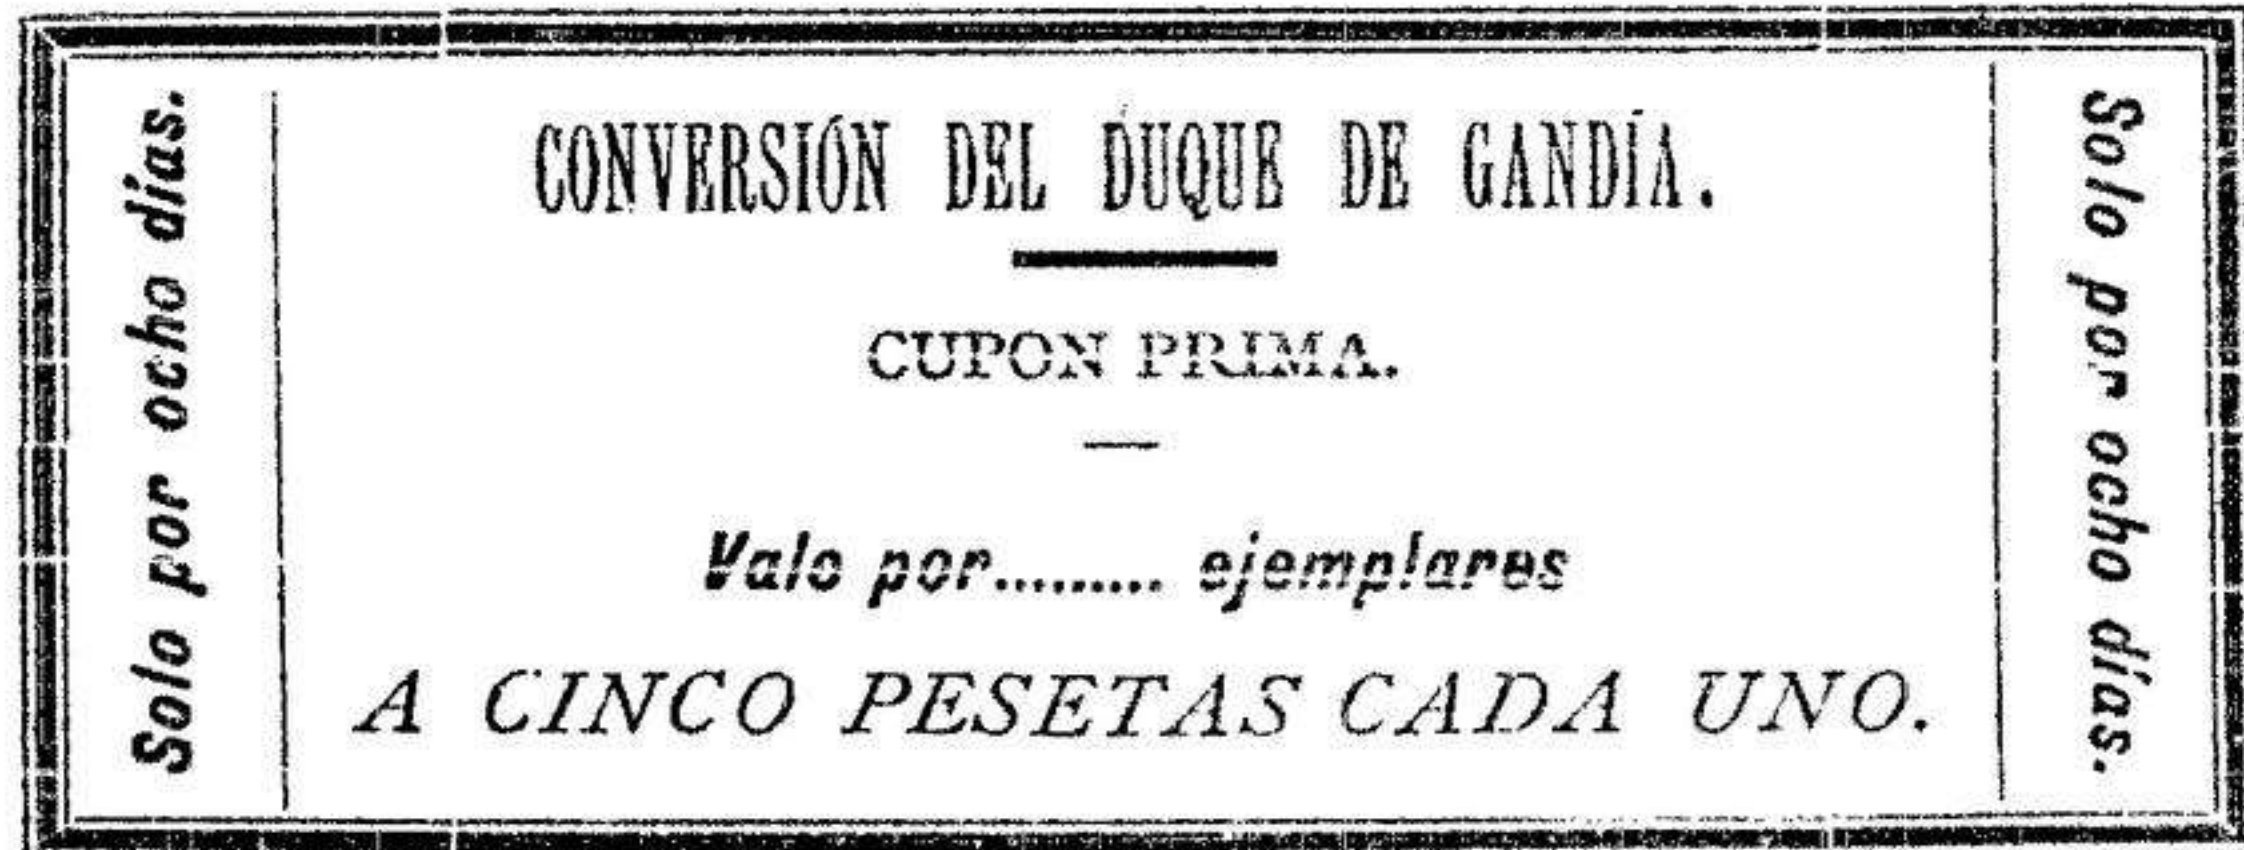 Solo por ocho días.
CONVERSIÓN DEL DUQUE DE GANDÍA.
CUPON PRIMA.
Vale por......... ejemplares
A CINCO PESETAS CADA UNO.
Solo por ocho días.